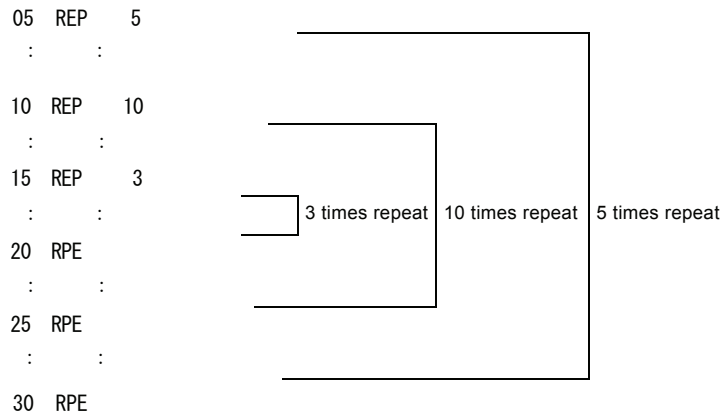 05 REP 5
: :
10 REP 10
: :
15 REP 3
: : 3 times repeat 10 times repeat 5 times repeat
20 RPE
: :
25 RPE
: :
30 RPE